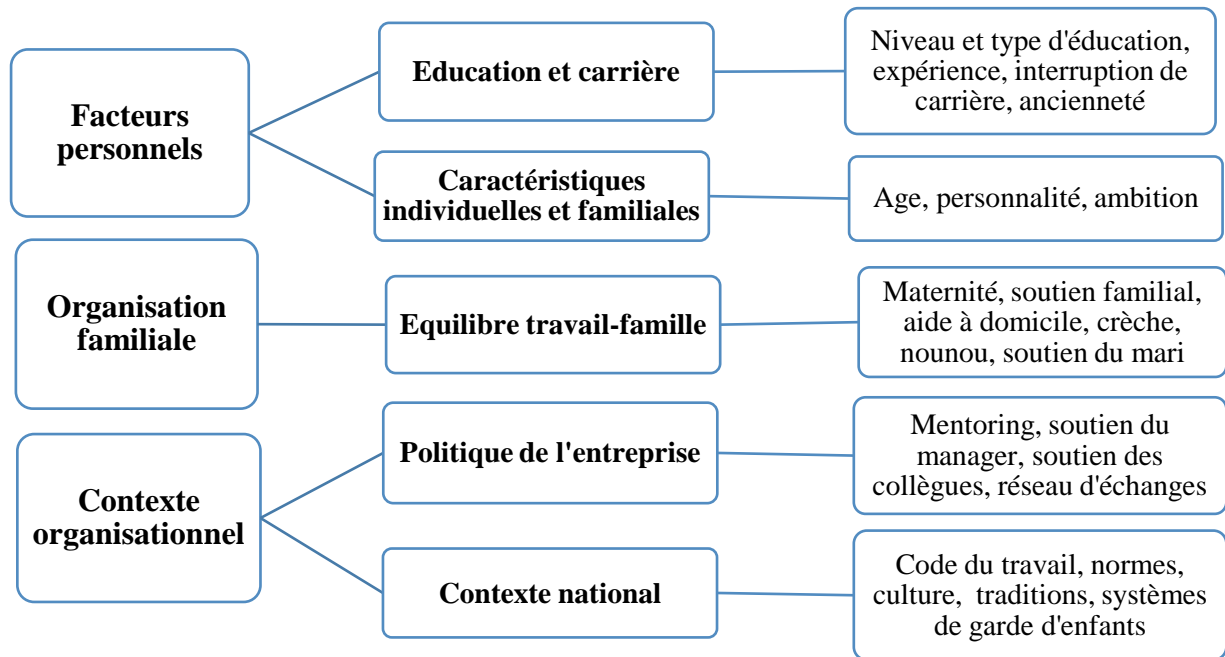 Facteurs
personnels
Education et carrière
Niveau et type d'éducation,
expérience, interruption de
carrière, ancienneté
Caractéristiques
individuelles et familiales
Age, personnalité, ambition
Organisation
familiale
Equilibre travail-famille
Maternité, soutien familial,
aide à domicile, crèche,
nounou, soutien du mari
Contexte
organisationnel
Politique de l'entreprise
Mentoring, soutien du
manager, soutien des
collègues, réseau d'échanges
Contexte national
Code du travail, normes,
culture, traditions, systèmes
de garde d'enfants